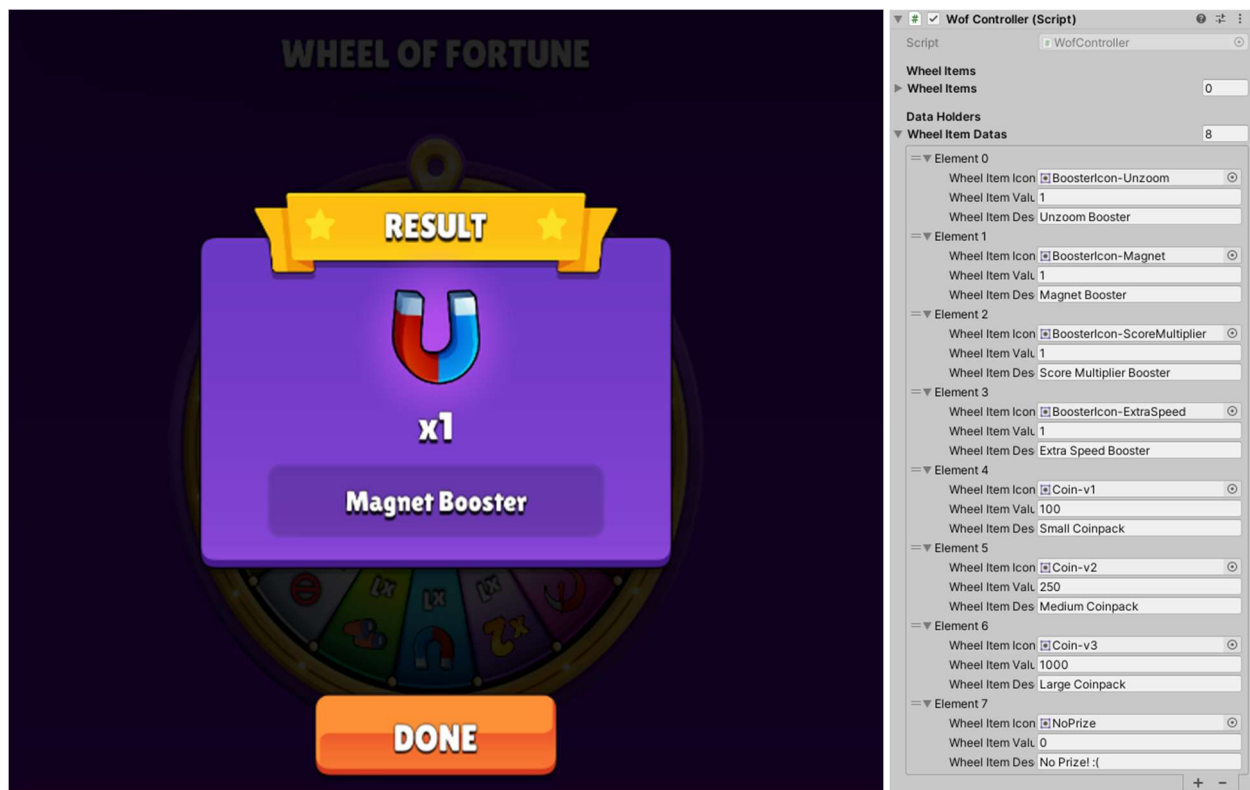 WHEEL OF FORTUNE
RESULT
x1
Magnet Booster
x1
x1
x1
2x
DONE
# Wof Controller (Script)
Script # WofController
Wheel Items
Wheel Items 0
Data Holders
Wheel Item Datas 8
Element 0
Wheel Item Icon BoosterIcon-Unzoom
Wheel Item Valu 1
Wheel Item Des Unzoom Booster
Element 1
Wheel Item Icon BoosterIcon-Magnet
Wheel Item Valu 1
Wheel Item Des Magnet Booster
Element 2
Wheel Item Icon BoosterIcon-ScoreMultiplier
Wheel Item Valu 1
Wheel Item Des Score Multiplier Booster
Element 3
Wheel Item Icon BoosterIcon-ExtraSpeed
Wheel Item Valu 1
Wheel Item Des Extra Speed Booster
Element 4
Wheel Item Icon Coin-v1
Wheel Item Valu 100
Wheel Item Des Small Coinpack
Element 5
Wheel Item Icon Coin-v2
Wheel Item Valu 250
Wheel Item Des Medium Coinpack
Element 6
Wheel Item Icon Coin-v3
Wheel Item Valu 1000
Wheel Item Des Large Coinpack
Element 7
Wheel Item Icon NoPrize
Wheel Item Valu 0
Wheel Item Des No Prize! :(
+ −